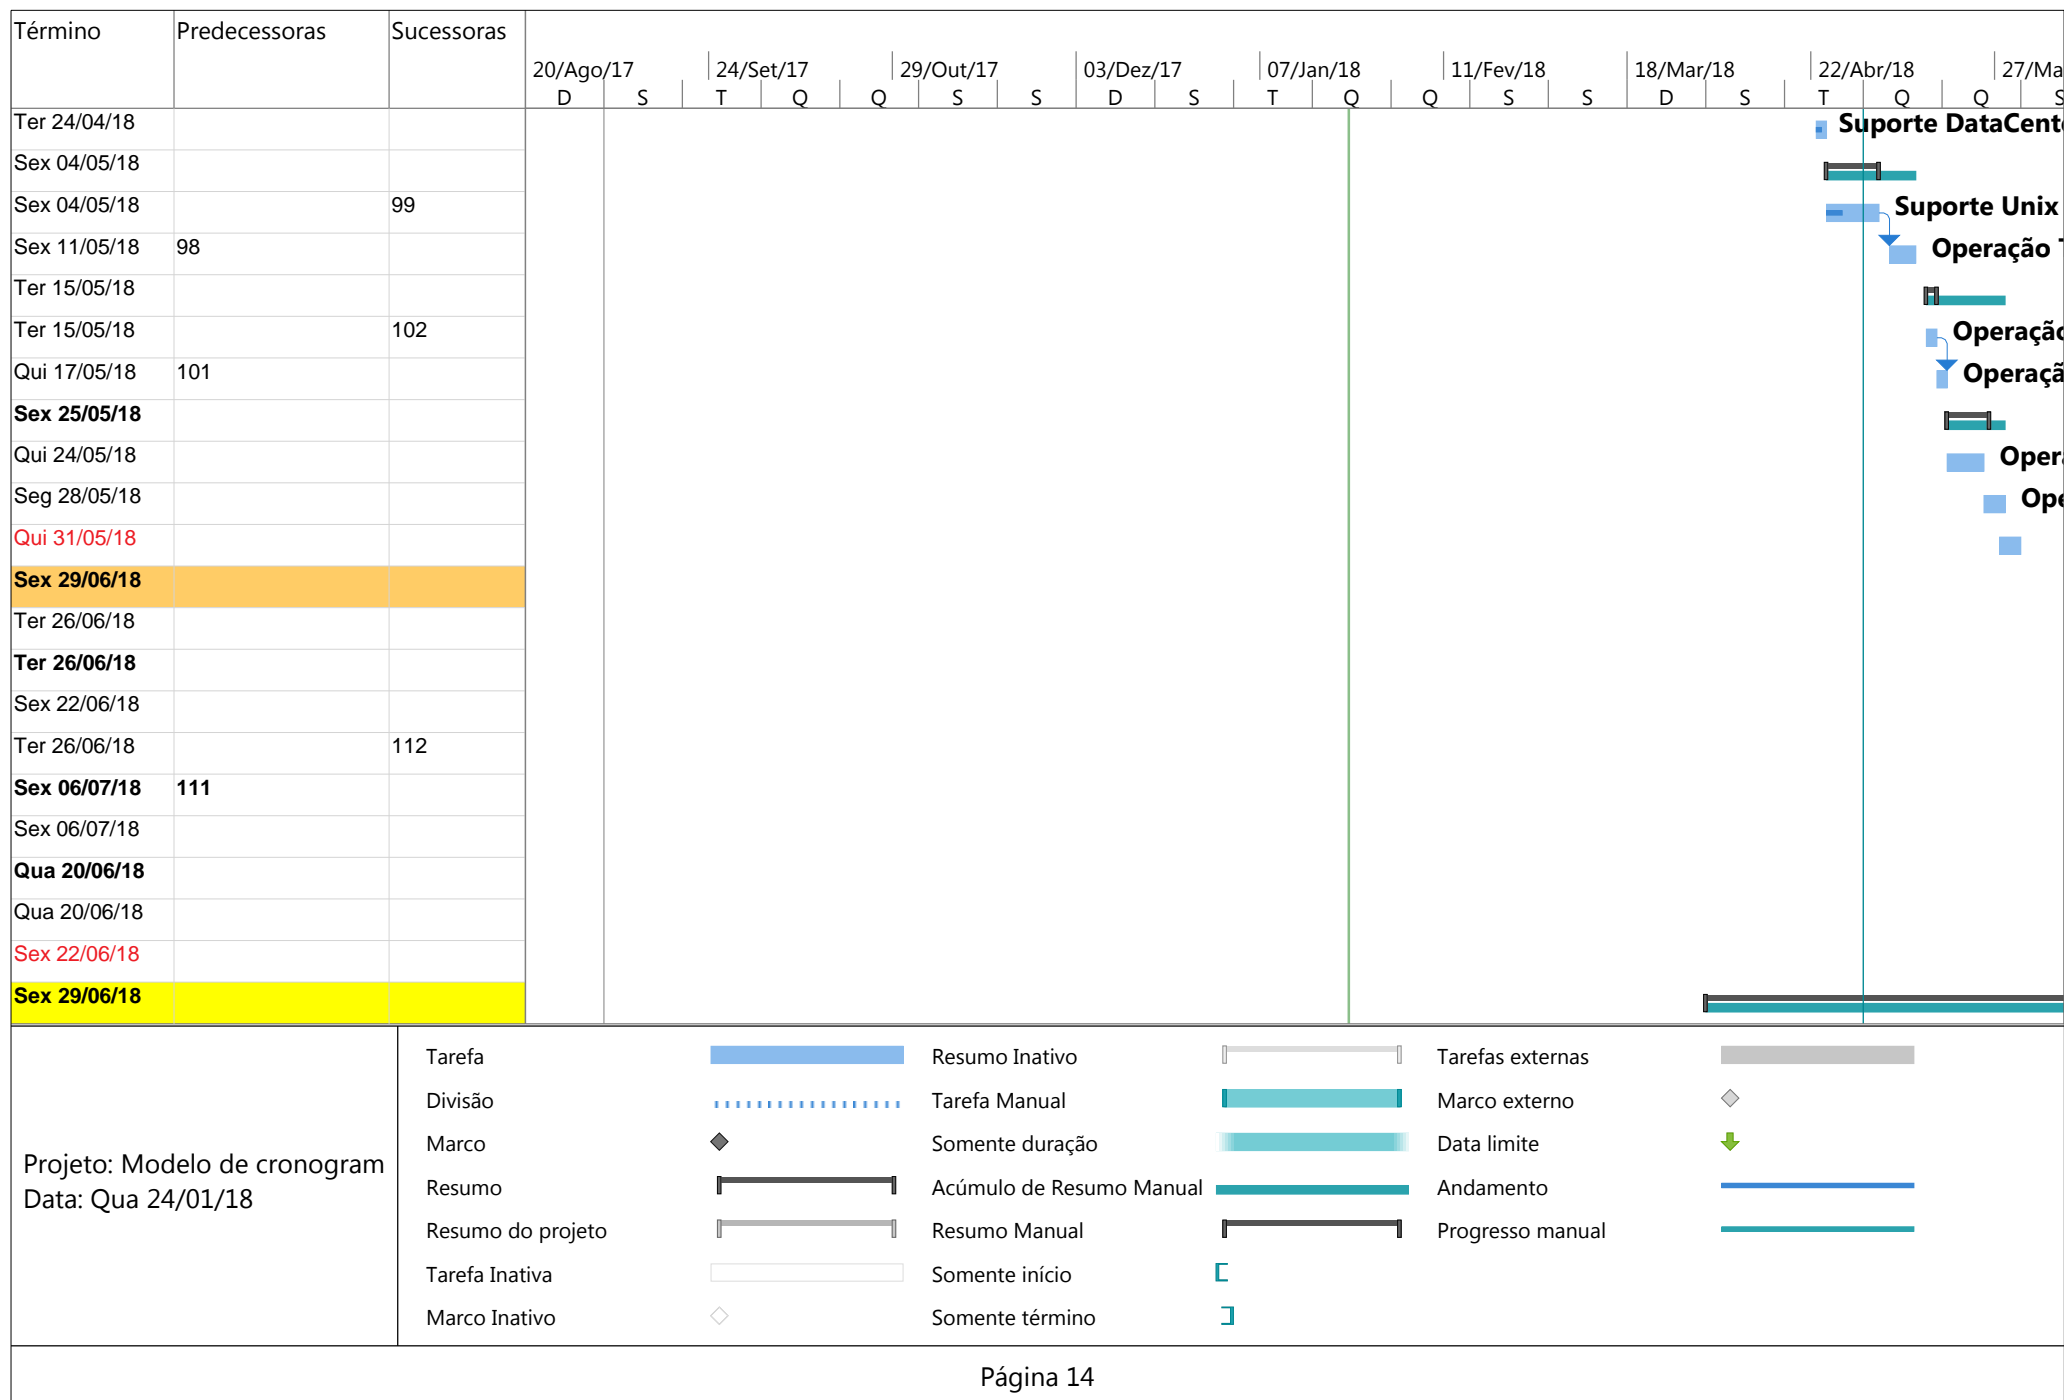 Término Predecessoras Sucessoras
20/Ago/17 24/Set/17 29/Out/17 03/Dez/17 07/Jan/18 11/Fev/18 18/Mar/18 22/Abr/18 27/Ma
D S T Q Q S S D S T Q Q S S D S T Q Q S
Ter 24/04/18 Suporte DataCent
Sex 04/05/18
Sex 04/05/18 99 Suporte Unix
Sex 11/05/18 98 Operação
Ter 15/05/18
Ter 15/05/18 102 Operação
Qui 17/05/18 101 Operaçã
Sex 25/05/18
Qui 24/05/18 Oper
Seg 28/05/18 Ope
Qui 31/05/18
Sex 29/06/18
Ter 26/06/18
Ter 26/06/18
Sex 22/06/18
Ter 26/06/18 112
Sex 06/07/18 111
Sex 06/07/18
Qua 20/06/18
Qua 20/06/18
Sex 22/06/18
Sex 29/06/18
Projeto: Modelo de cronogram
Data: Qua 24/01/18
Tarefa Resumo Inativo Tarefas externas
Divisão Tarefa Manual Marco externo
Marco Somente duração Data limite
Resumo Acúmulo de Resumo Manual Andamento
Resumo do projeto Resumo Manual Progresso manual
Tarefa Inativa Somente início
Marco Inativo Somente término
Página 14